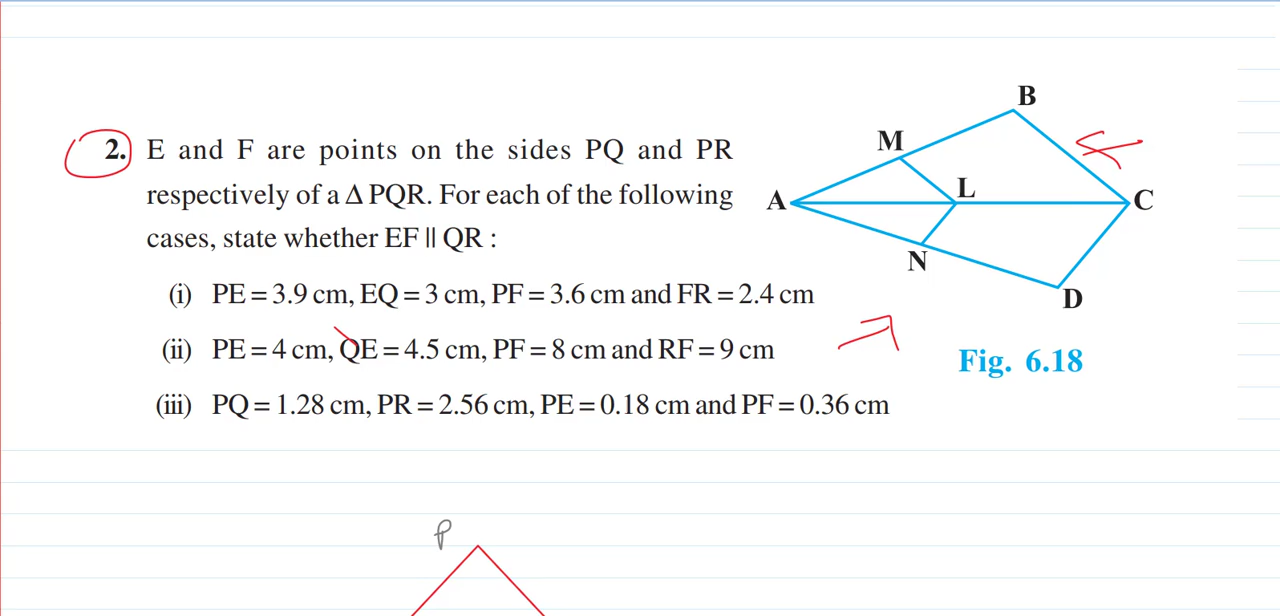 2. E and F are points on the sides PQ and PR
respectively of a Δ PQR. For each of the following
cases, state whether EF || QR :
(i) PE = 3.9 cm, EQ = 3 cm, PF = 3.6 cm and FR = 2.4 cm
(ii) PE = 4 cm, QE = 4.5 cm, PF = 8 cm and RF = 9 cm
(iii) PQ = 1.28 cm, PR = 2.56 cm, PE = 0.18 cm and PF = 0.36 cm
B
M
A
L
C
N
D
Fig. 6.18
P